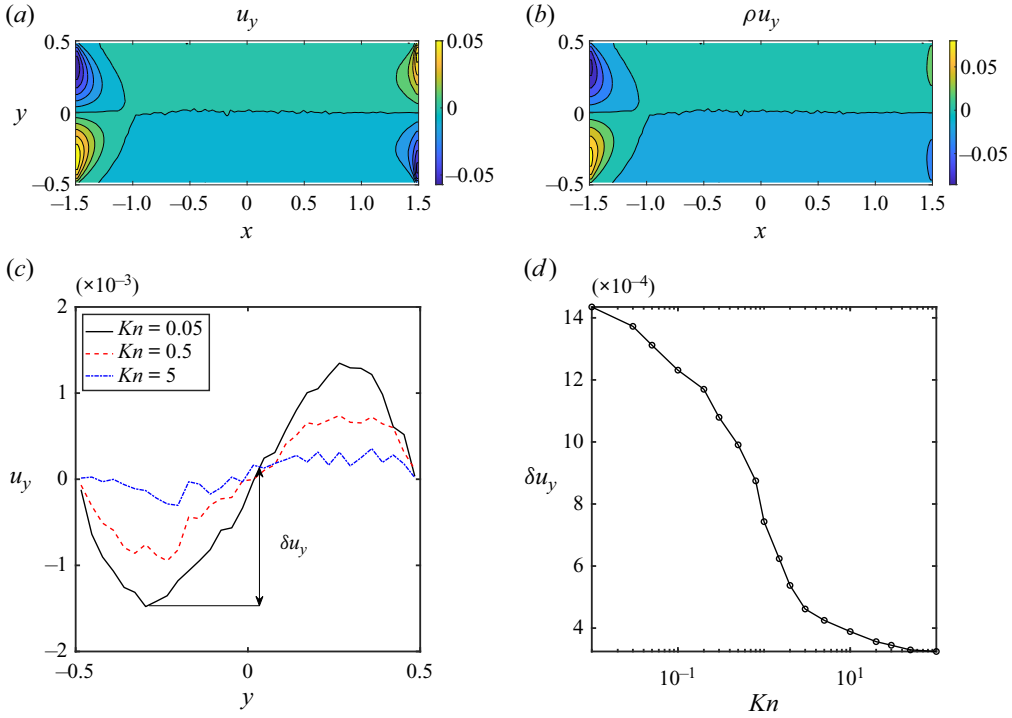 (a) u_y
0.5
0
−0.5
y
−1.5 −1.0 −0.5 0 0.5 1.0 1.5
x
0.05
0
−0.05
(b) ρu_y
0.5
0
−0.5
−1.5 −1.0 −0.5 0 0.5 1.0 1.5
x
0.05
0
−0.05
(c)
(×10⁻³)
2
1
0
−1
−2
u_y
Kn = 0.05
Kn = 0.5
Kn = 5
δu_y
−0.5 0 0.5
y
(d)
(×10⁻⁴)
14
12
10
8
6
4
δu_y
10⁻¹ 10¹
Kn